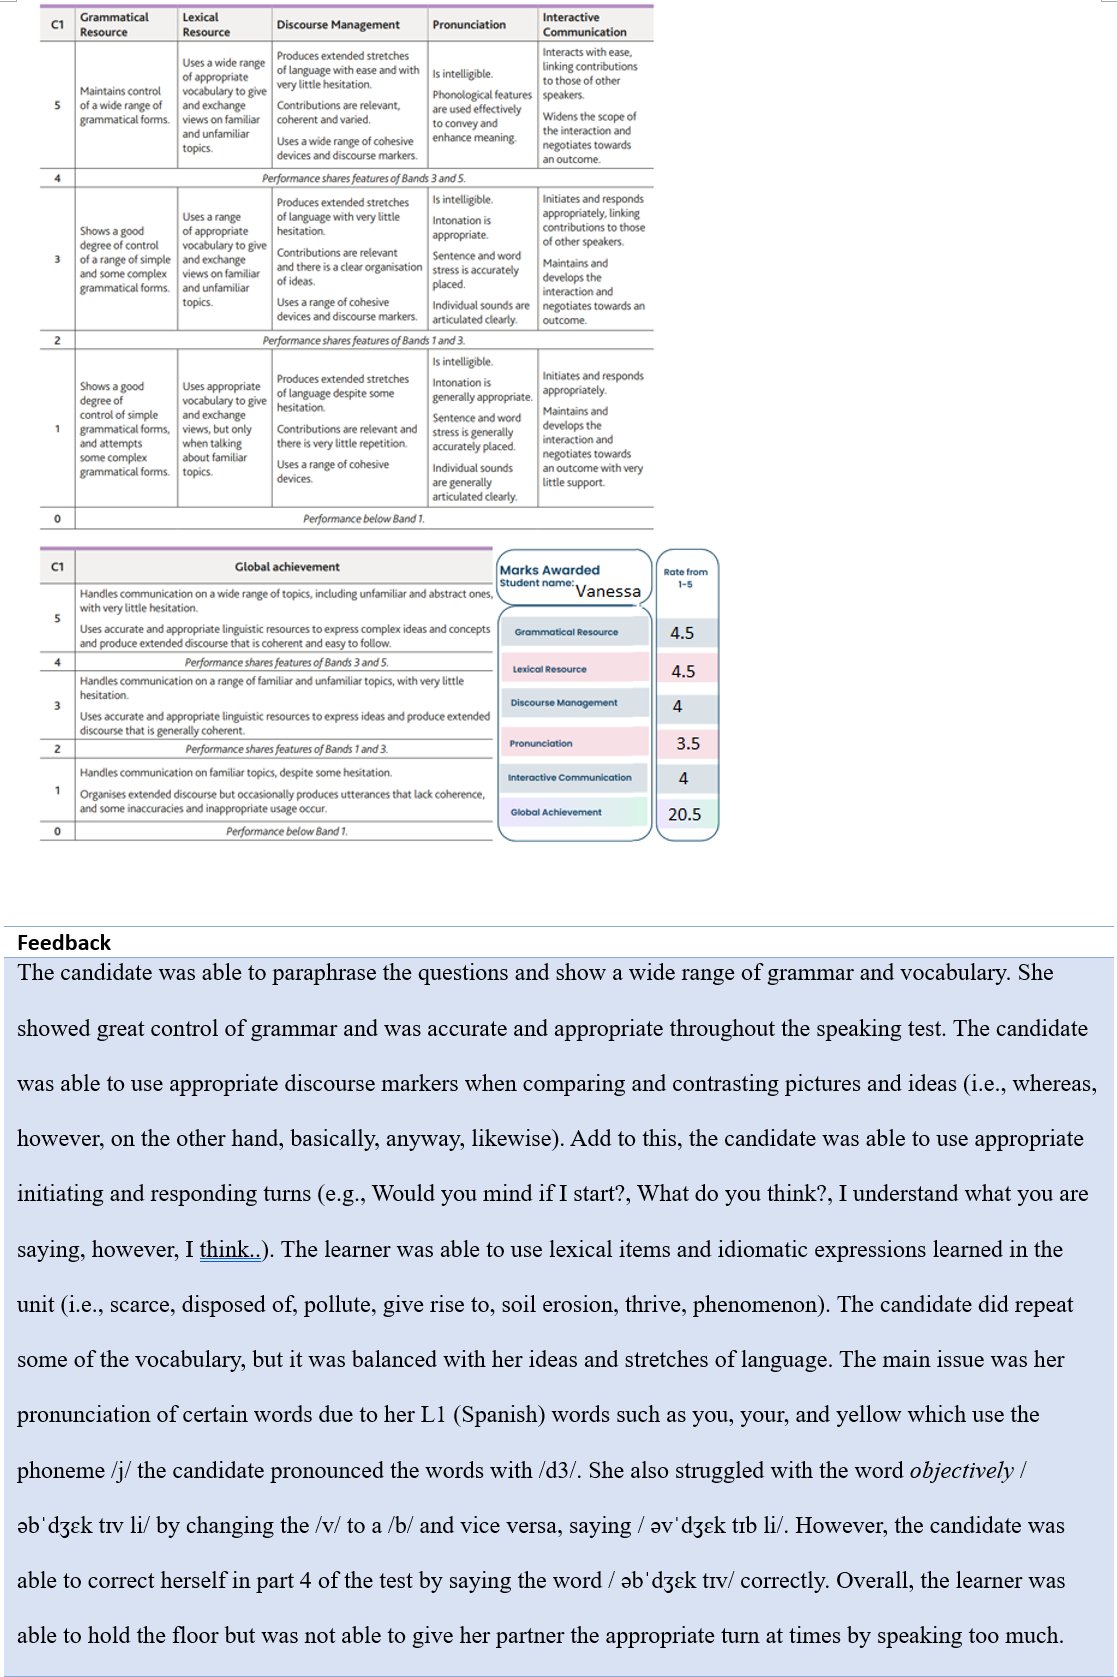 C1
Grammatical
Resource
Lexical
Resource
Discourse Management
Pronunciation
Interactive
Communication
5
Maintains control
of a wide range of
grammatical forms.
Uses a wide range
of appropriate
vocabulary to give
and exchange
views on familiar
and unfamiliar
topics.
Produces extended stretches
of language with ease and with
very little hesitation.
Contributions are relevant,
coherent and varied.
Uses a wide range of cohesive
devices and discourse markers.
Is intelligible.
Phonological features
are used effectively
to convey and
enhance meaning.
Interacts with ease,
linking contributions
to those of other
speakers.
Widens the scope of
the interaction and
negotiates towards
an outcome.
4
Performance shares features of Bands 3 and 5.
3
Shows a good
degree of control
of a range of simple
and some complex
grammatical forms.
Uses a range
of appropriate
vocabulary to give
and exchange
views on familiar
and unfamiliar
topics.
Produces extended stretches
of language with very little
hesitation.
Contributions are relevant
and there is a clear organisation
of ideas.
Uses a range of cohesive
devices and discourse markers.
Is intelligible.
Intonation is
appropriate.
Sentence and word
stress is accurately
placed.
Individual sounds are
articulated clearly.
Initiates and responds
appropriately, linking
contributions to those
of other speakers.
Maintains and
develops the
interaction and
negotiates towards an
outcome.
2
Performance shares features of Bands 1 and 3.
1
Shows a good
degree of
control of simple
grammatical forms,
and attempts
some complex
grammatical forms.
Uses appropriate
vocabulary to give
and exchange
views, but only
when talking
about familiar
topics.
Produces extended stretches
of language despite some
hesitation.
Contributions are relevant and
there is very little repetition.
Uses a range of cohesive
devices.
Is intelligible.
Intonation is
generally appropriate.
Sentence and word
stress is generally
accurately placed.
Individual sounds
are generally
articulated clearly.
Initiates and responds
appropriately.
Maintains and
develops the
interaction and
negotiates towards
an outcome with very
little support.
0
Performance below Band 1.
C1
Global achievement
5
Handles communication on a wide range of topics, including unfamiliar and abstract ones,
with very little hesitation.
Uses accurate and appropriate linguistic resources to express complex ideas and concepts
and produce extended discourse that is coherent and easy to follow.
4
Performance shares features of Bands 3 and 5.
3
Handles communication on a range of familiar and unfamiliar topics, with very little
hesitation.
Uses accurate and appropriate linguistic resources to express ideas and produce extended
discourse that is generally coherent.
2
Performance shares features of Bands 1 and 3.
1
Handles communication on familiar topics, despite some hesitation.
Organises extended discourse but occasionally produces utterances that lack coherence,
and some inaccuracies and inappropriate usage occur.
0
Performance below Band 1.
Marks Awarded
Student name: Vanessa
Rate from
1-5
Grammatical Resource 4.5
Lexical Resource 4.5
Discourse Management 4
Pronunciation 3.5
Interactive Communication 4
Global Achievement 20.5
Feedback
The candidate was able to paraphrase the questions and show a wide range of grammar and vocabulary. She
showed great control of grammar and was accurate and appropriate throughout the speaking test. The candidate
was able to use appropriate discourse markers when comparing and contrasting pictures and ideas (i.e., whereas,
however, on the other hand, basically, anyway, likewise). Add to this, the candidate was able to use appropriate
initiating and responding turns (e.g., Would you mind if I start?, What do you think?, I understand what you are
saying, however, I think..). The learner was able to use lexical items and idiomatic expressions learned in the
unit (i.e., scarce, disposed of, pollute, give rise to, soil erosion, thrive, phenomenon). The candidate did repeat
some of the vocabulary, but it was balanced with her ideas and stretches of language. The main issue was her
pronunciation of certain words due to her L1 (Spanish) words such as you, your, and yellow which use the
phoneme /j/ the candidate pronounced the words with /d3/. She also struggled with the word objectively /
əbˈdʒɛk tɪv li/ by changing the /v/ to a /b/ and vice versa, saying / əvˈdʒɛk tɪb li/. However, the candidate was
able to correct herself in part 4 of the test by saying the word / əbˈdʒɛk tɪv/ correctly. Overall, the learner was
able to hold the floor but was not able to give her partner the appropriate turn at times by speaking too much.